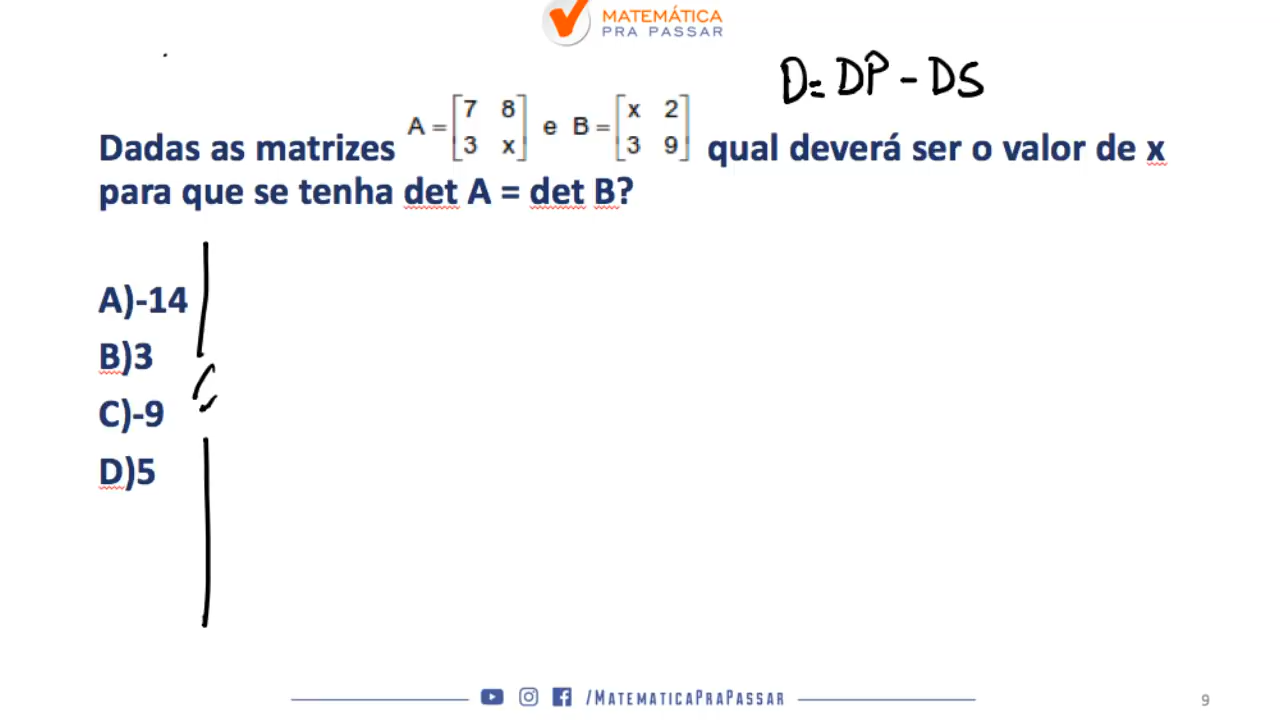 MATEMÁTICA
PRA PASSAR
D= DP - DS
Dadas as matrizes A = [7 8 3 x] e B = [x 2 3 9] qual deverá ser o valor de x
para que se tenha det A = det B?
A)-14
B)3
C)-9
D)5
/MATEMATICAPRAPASSAR
9